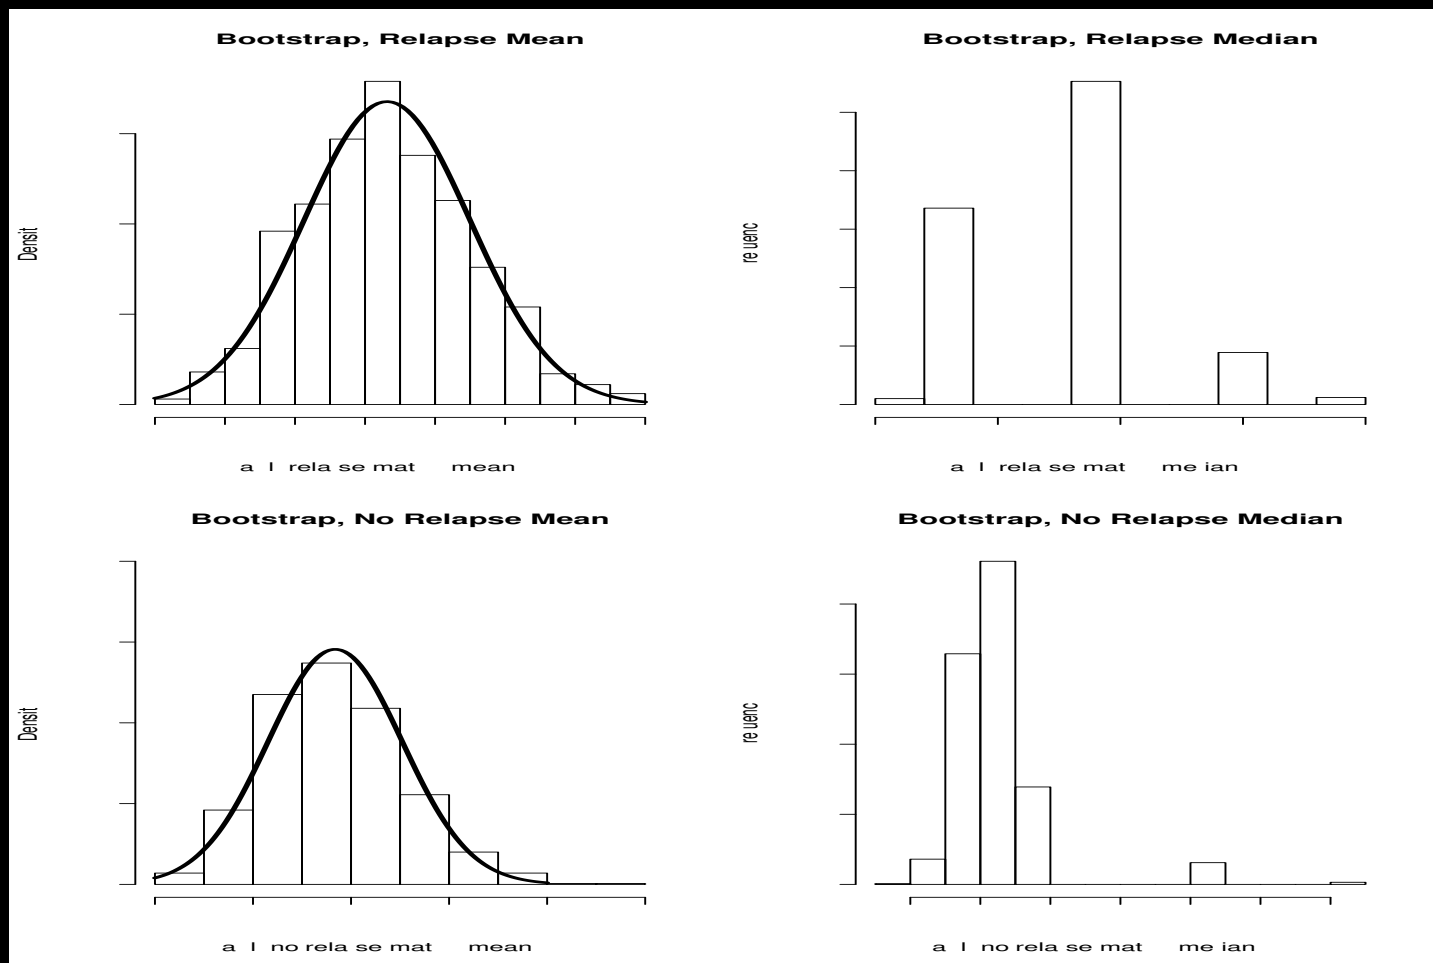 Bootstrap, Relapse Mean
Densit
a l rela se mat mean
Bootstrap, Relapse Median
re uenc
a l rela se mat me ian
Bootstrap, No Relapse Mean
Densit
a l no rela se mat mean
Bootstrap, No Relapse Median
re uenc
a l no rela se mat me ian